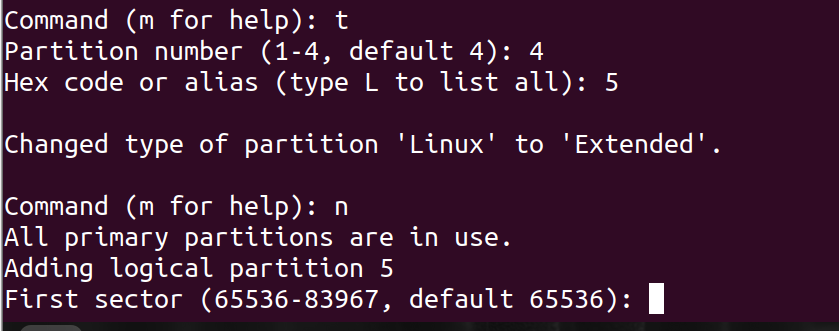 Command (m for help): t
Partition number (1-4, default 4): 4
Hex code or alias (type L to list all): 5
Changed type of partition 'Linux' to 'Extended'.
Command (m for help): n
All primary partitions are in use.
Adding logical partition 5
First sector (65536-83967, default 65536):